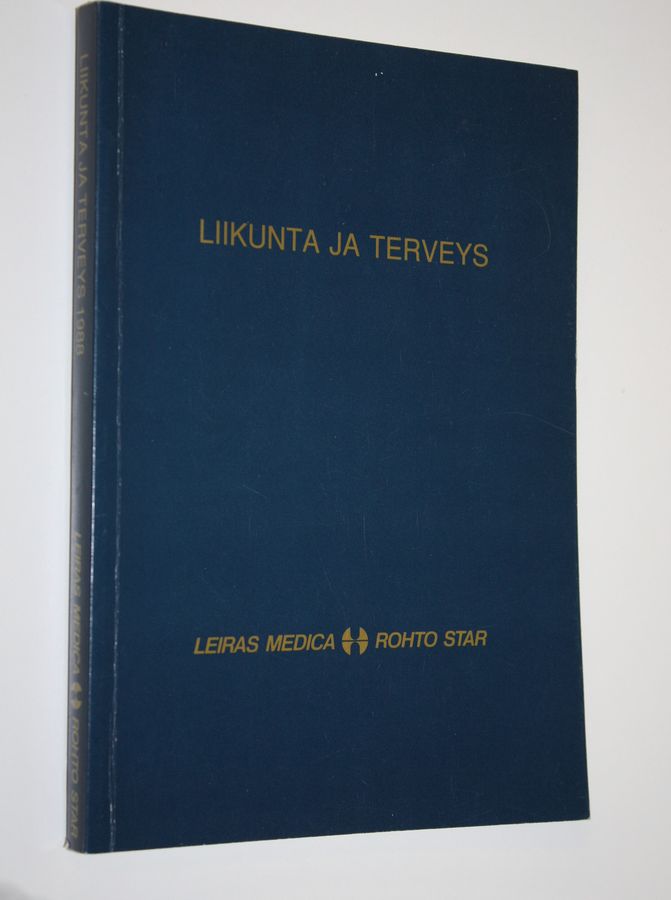 LIIKUNTA JA TERVEYS 1988
LEIRAS MEDICA ROHTO STAR
LIIKUNTA JA TERVEYS
LEIRAS MEDICA ROHTO STAR